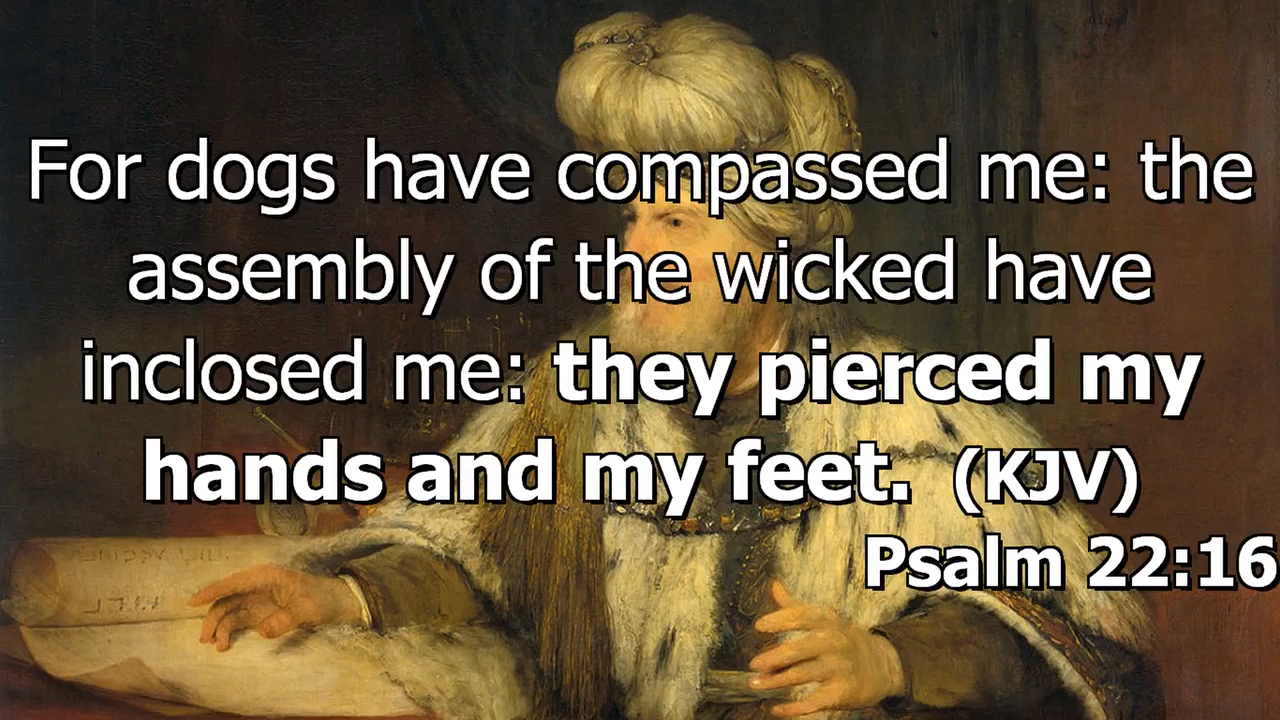 For dogs have compassed me: the
assembly of the wicked have
inclosed me: they pierced my
hands and my feet. (KJV)
Psalm 22:16